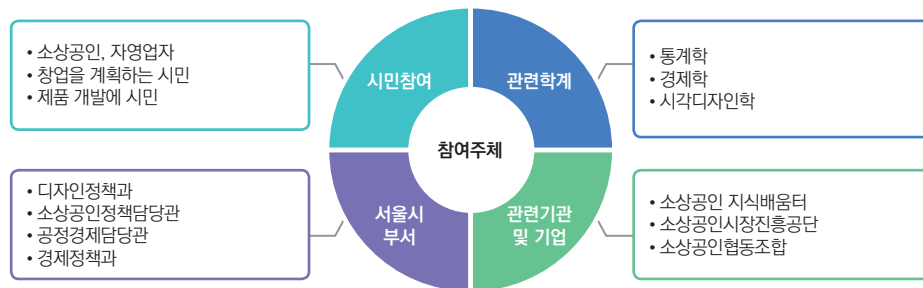 • 소상공인, 자영업자
• 창업을 계획하는 시민
• 제품 개발에 시민
시민참여
관련학계
• 통계학
• 경제학
• 시각디자인학
참여주체
• 디자인정책과
• 소상공인정책담당관
• 공정경제담당관
• 경제정책과
서울시
부서
관련기관
및 기업
• 소상공인 지식배움터
• 소상공인시장진흥공단
• 소상공인협동조합